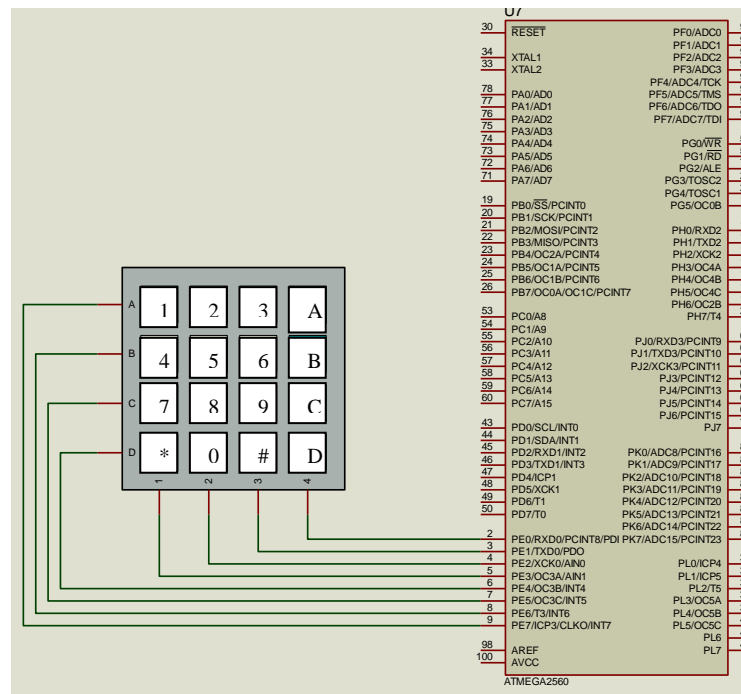 U7
A
B
C
D
1 2 3 A
4 5 6 B
7 8 9 C
* 0 # D
1 2 3 4
30 RESET
34 XTAL1
33 XTAL2
78 PA0/AD0
77 PA1/AD1
76 PA2/AD2
75 PA3/AD3
74 PA4/AD4
73 PA5/AD5
72 PA6/AD6
71 PA7/AD7
19 PB0/SS/PCINT0
20 PB1/SCK/PCINT1
21 PB2/MOSI/PCINT2
22 PB3/MISO/PCINT3
23 PB4/OC2A/PCINT4
24 PB5/OC1A/PCINT5
25 PB6/OC1B/PCINT6
26 PB7/OC0A/OC1C/PCINT7
53 PC0/A8
54 PC1/A9
55 PC2/A10
56 PC3/A11
57 PC4/A12
58 PC5/A13
59 PC6/A14
60 PC7/A15
43 PD0/SCL/INT0
44 PD1/SDA/INT1
45 PD2/RXD1/INT2
46 PD3/TXD1/INT3
47 PD4/ICP1
48 PD5/XCK1
49 PD6/T1
50 PD7/T0
2 PE0/RXD0/PCINT8/PDI
3 PE1/TXD0/PDO
4 PE2/XCK0/AIN0
5 PE3/OC3A/AIN1
6 PE4/OC3B/INT4
7 PE5/OC3C/INT5
8 PE6/T3/INT6
9 PE7/ICP3/CLKO/INT7
98 AREF
100 AVCC
PF0/ADC0
PF1/ADC1
PF2/ADC2
PF3/ADC3
PF4/ADC4/TCK
PF5/ADC5/TMS
PF6/ADC6/TDO
PF7/ADC7/TDI
PG0/WR
PG1/RD
PG2/ALE
PG3/TOSC2
PG4/TOSC1
PG5/OC0B
PH0/RXD2
PH1/TXD2
PH2/XCK2
PH3/OC4A
PH4/OC4B
PH5/OC4C
PH6/OC2B
PH7/T4
PJ0/RXD3/PCINT9
PJ1/TXD3/PCINT10
PJ2/XCK3/PCINT11
PJ3/PCINT12
PJ4/PCINT13
PJ5/PCINT14
PJ6/PCINT15
PJ7
PK0/ADC8/PCINT16
PK1/ADC9/PCINT17
PK2/ADC10/PCINT18
PK3/ADC11/PCINT19
PK4/ADC12/PCINT20
PK5/ADC13/PCINT21
PK6/ADC14/PCINT22
PK7/ADC15/PCINT23
PL0/ICP4
PL1/ICP5
PL2/T5
PL3/OC5A
PL4/OC5B
PL5/OC5C
PL6
PL7
ATMEGA2560